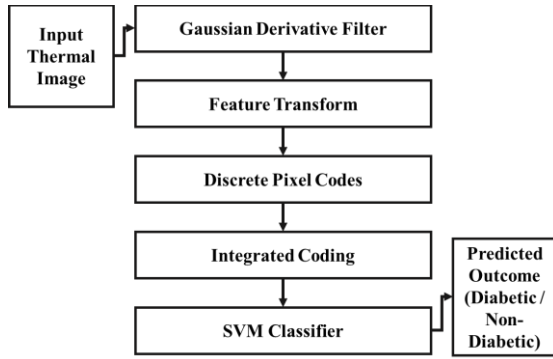 Input
Thermal
Image
Gaussian Derivative Filter
Feature Transform
Discrete Pixel Codes
Integrated Coding
SVM Classifier
Predicted
Outcome
(Diabetic /
Non-
Diabetic)